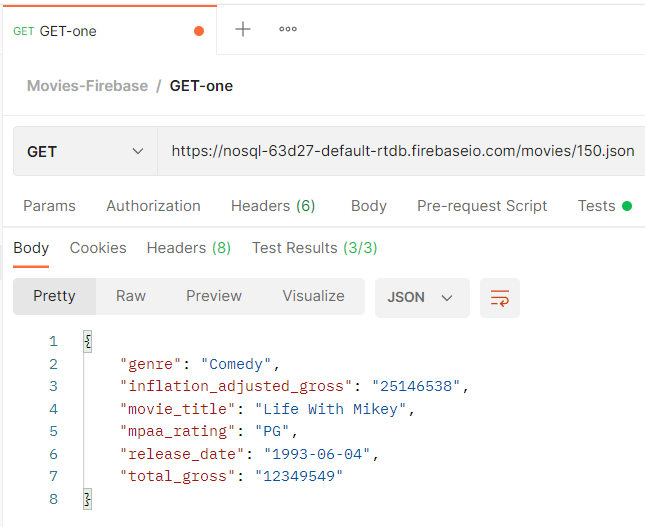 GET GET-one
Movies-Firebase / GET-one
GET https://nosql-63d27-default-rtdb.firebaseio.com/movies/150.json
Params Authorization Headers (6) Body Pre-request Script Tests
Body Cookies Headers (8) Test Results (3/3)
Pretty Raw Preview Visualize JSON
1 {
2 "genre": "Comedy",
3 "inflation_adjusted_gross": "25146538",
4 "movie_title": "Life With Mikey",
5 "mpaa_rating": "PG",
6 "release_date": "1993-06-04",
7 "total_gross": "12349549"
8 }